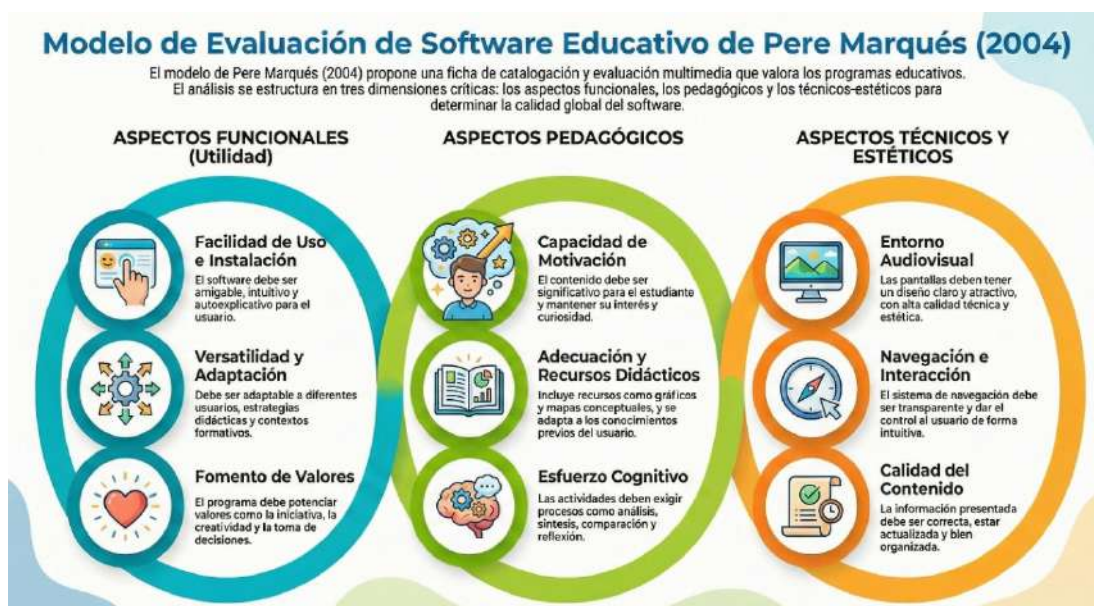 Modelo de Evaluación de Software Educativo de Pere Marqués (2004)
El modelo de Pere Marqués (2004) propone una ficha de catalogación y evaluación multimedia que valora los programas educativos.
El análisis se estructura en tres dimensiones críticas: los aspectos funcionales, los pedagógicos y los técnicos-estéticos para
determinar la calidad global del software.
ASPECTOS FUNCIONALES
(Utilidad)
Facilidad de Uso
e Instalación
El software debe ser
amigable, intuitivo y
autoexplicativo para el
usuario.
Versatilidad y
Adaptación
Debe ser adaptable a diferentes
usuarios, estrategias
didácticas y contextos
formativos.
Fomento de Valores
El programa debe potenciar
valores como la iniciativa, la
creatividad y la toma de
decisiones.
ASPECTOS PEDAGÓGICOS
Capacidad de
Motivación
El contenido debe ser
significativo para el estudiante
y mantener su interés y
curiosidad.
Adecuación y
Recursos Didácticos
Incluye recursos como gráficos
y mapas conceptuales, y se
adapta a los conocimientos
previos del usuario.
Esfuerzo Cognitivo
Las actividades deben exigir
procesos como análisis,
síntesis, comparación y
reflexión.
ASPECTOS TÉCNICOS Y
ESTÉTICOS
Entorno
Audiovisual
Las pantallas deben tener
un diseño claro y atractivo,
con alta calidad técnica y
estética.
Navegación e
Interacción
El sistema de navegación debe
ser transparente y dar el
control al usuario de forma
intuitiva.
Calidad del
Contenido
La información presentada
debe ser correcta, estar
actualizada y bien
organizada.